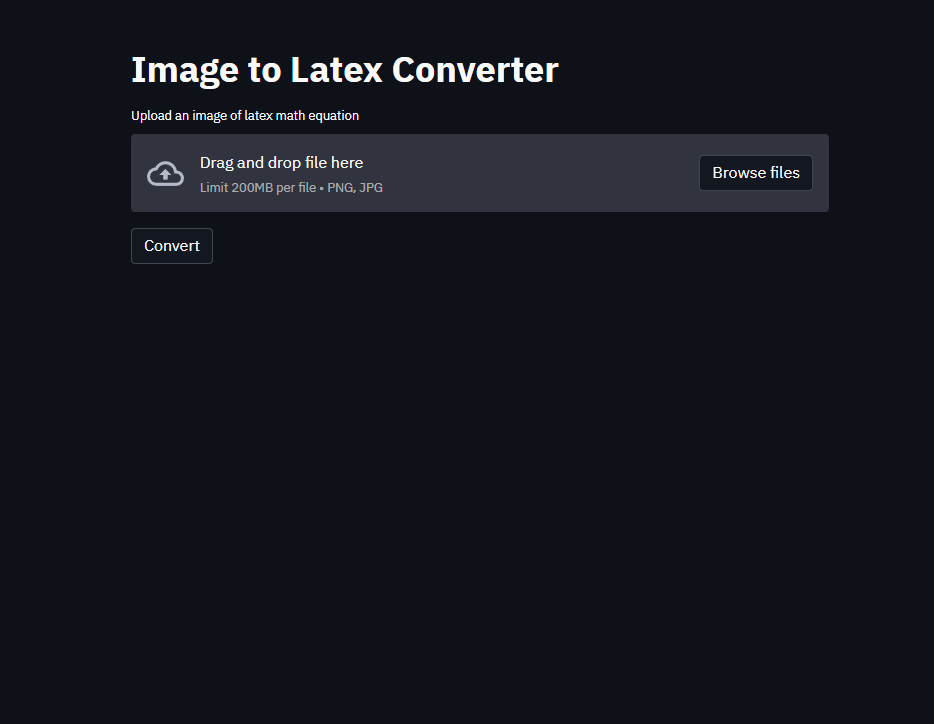 Image to Latex Converter
Upload an image of latex math equation
Drag and drop file here
Limit 200MB per file • PNG, JPG
Browse files
Convert